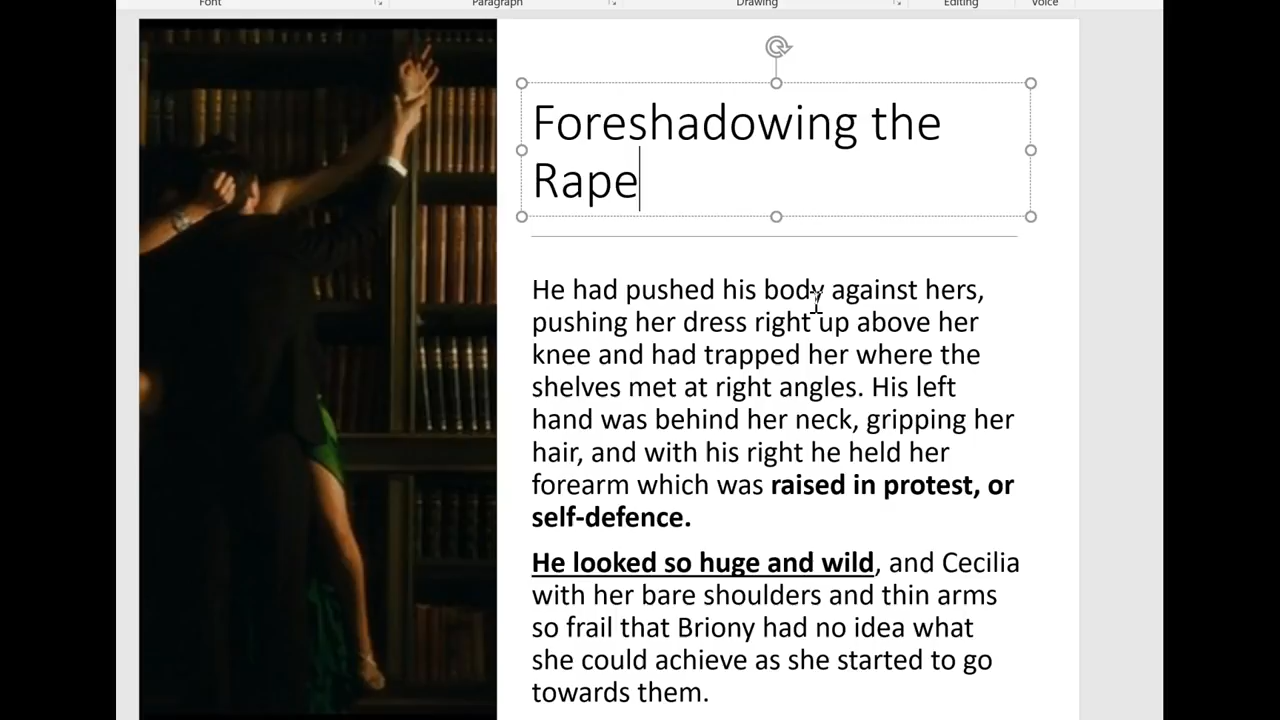 Font Paragraph Drawing Editing Voice
Foreshadowing the
Rape
He had pushed his body against hers,
pushing her dress right up above her
knee and had trapped her where the
shelves met at right angles. His left
hand was behind her neck, gripping her
hair, and with his right he held her
forearm which was raised in protest, or
self-defence.
He looked so huge and wild, and Cecilia
with her bare shoulders and thin arms
so frail that Briony had no idea what
she could achieve as she started to go
towards them.